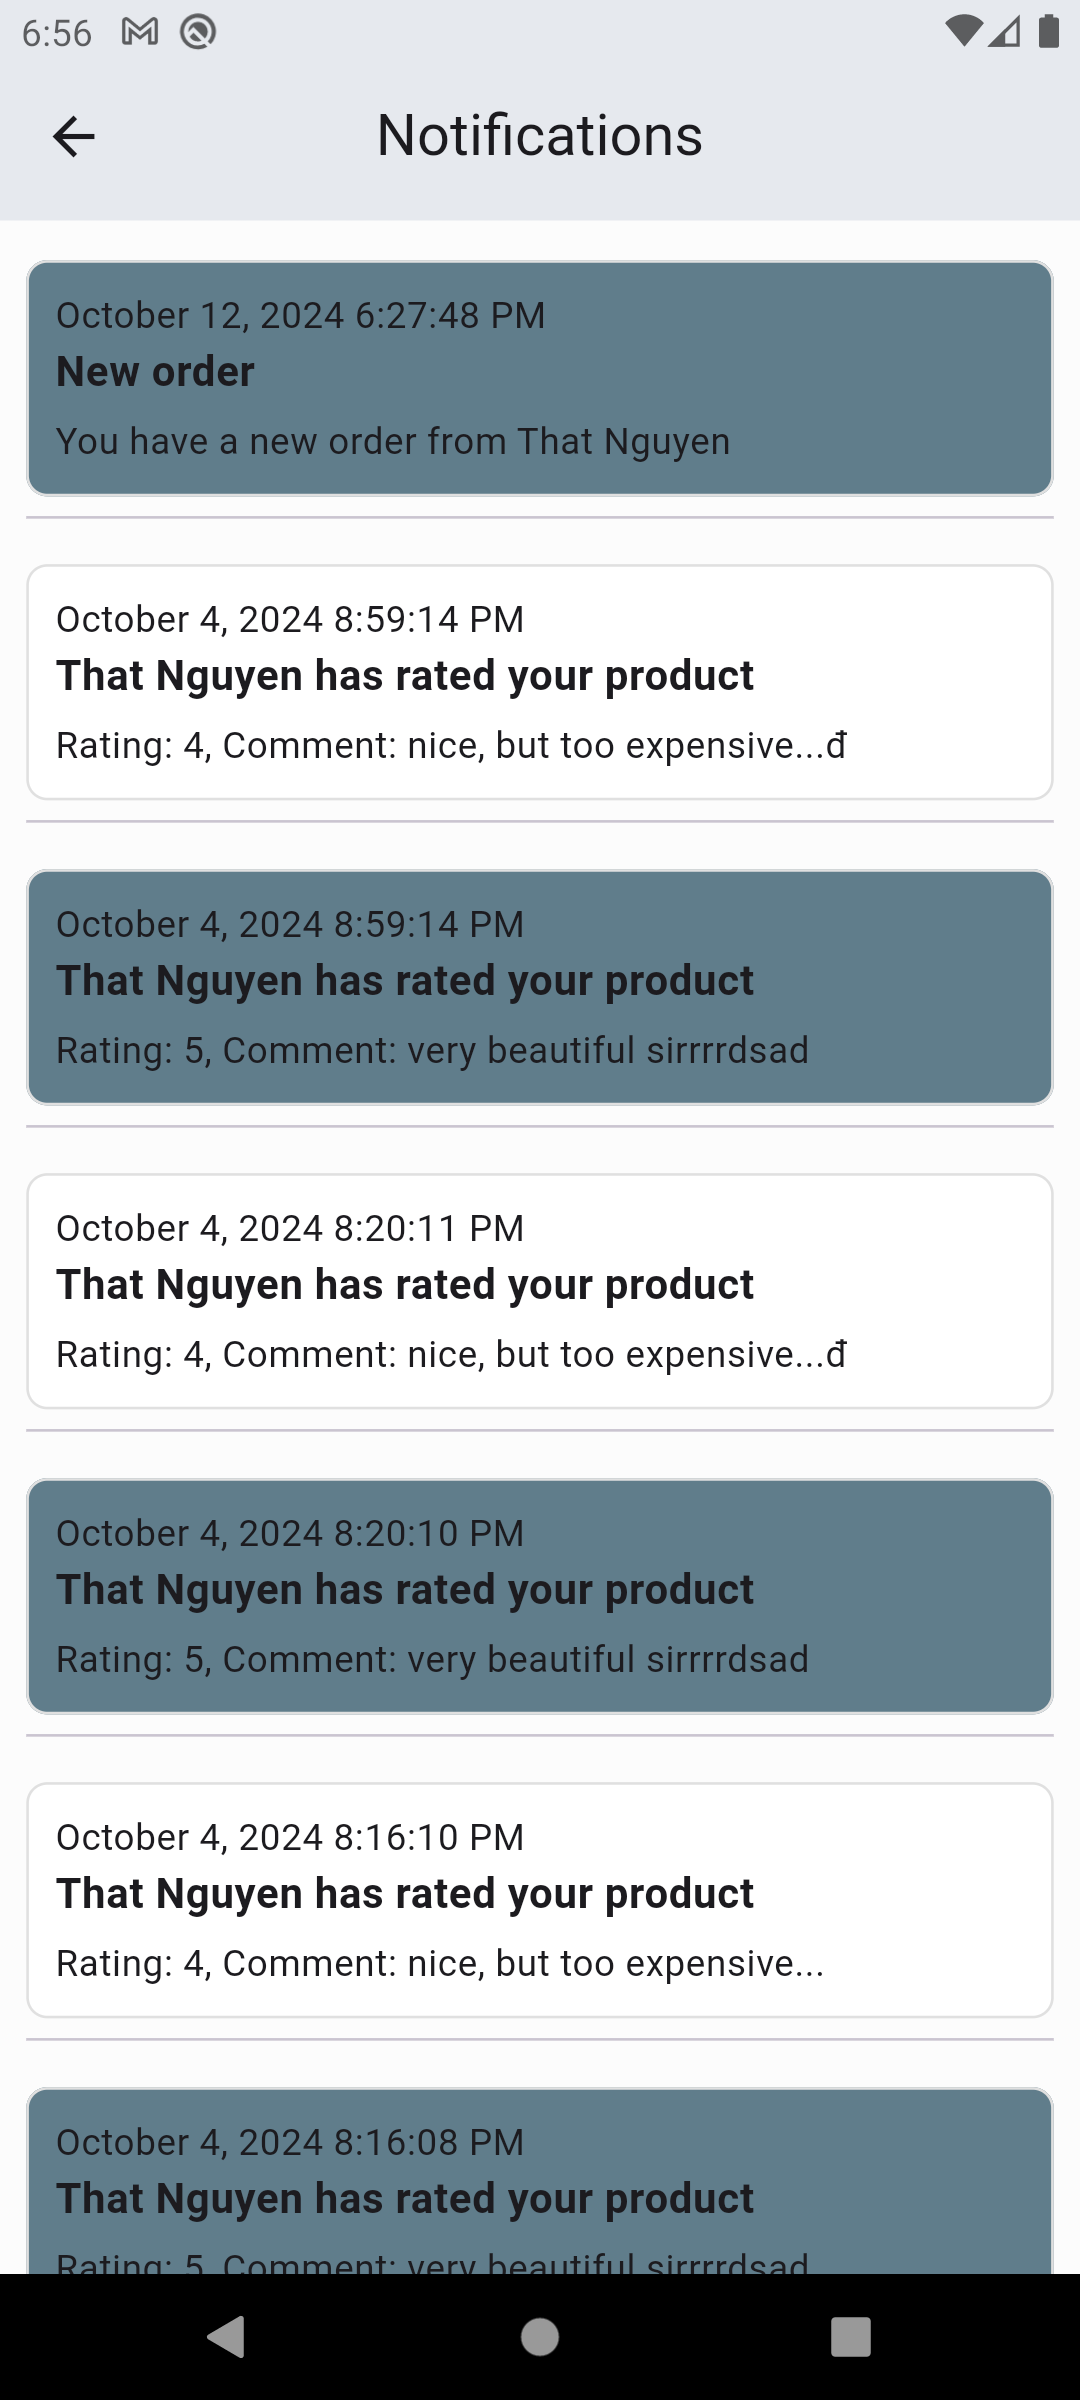 6:56
Notifications
October 12, 2024 6:27:48 PM
New order
You have a new order from That Nguyen
October 4, 2024 8:59:14 PM
That Nguyen has rated your product
Rating: 4, Comment: nice, but too expensive...đ
October 4, 2024 8:59:14 PM
That Nguyen has rated your product
Rating: 5, Comment: very beautiful sirrrrdsad
October 4, 2024 8:20:11 PM
That Nguyen has rated your product
Rating: 4, Comment: nice, but too expensive...đ
October 4, 2024 8:20:10 PM
That Nguyen has rated your product
Rating: 5, Comment: very beautiful sirrrrdsad
October 4, 2024 8:16:10 PM
That Nguyen has rated your product
Rating: 4, Comment: nice, but too expensive...
October 4, 2024 8:16:08 PM
That Nguyen has rated your product
Rating: 5, Comment: very beautiful sirrrrdsad